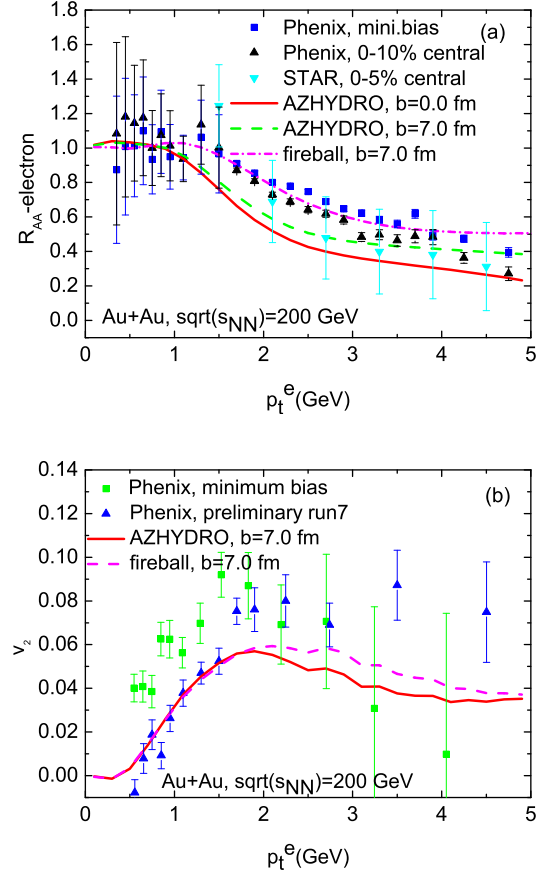 (a)
Phenix, mini.bias
Phenix, 0-10% central
STAR, 0-5% central
AZHYDRO, b=0.0 fm
AZHYDRO, b=7.0 fm
fireball, b=7.0 fm
1.8
1.6
1.4
1.2
1.0
0.8
0.6
0.4
0.2
0.0
R_AA-electron
Au+Au, sqrt(s_NN)=200 GeV
0 1 2 3 4 5
p_t^e(GeV)
(b)
Phenix, minimum bias
Phenix, preliminary run7
AZHYDRO, b=7.0 fm
fireball, b=7.0 fm
0.14
0.12
0.10
0.08
0.06
0.04
0.02
0.00
v_2
Au+Au, sqrt(s_NN)=200 GeV
0 1 2 3 4 5
p_t^e(GeV)